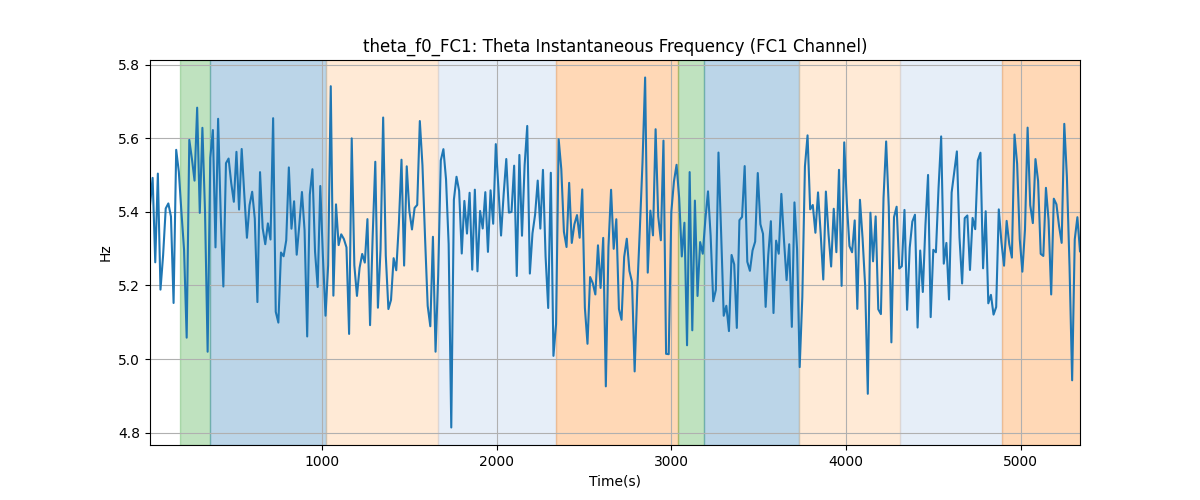 theta_f0_FC1: Theta Instantaneous Frequency (FC1 Channel)
5.8
5.6
5.4
5.2
5.0
4.8
Hz
1000 2000 3000 4000 5000
Time(s)